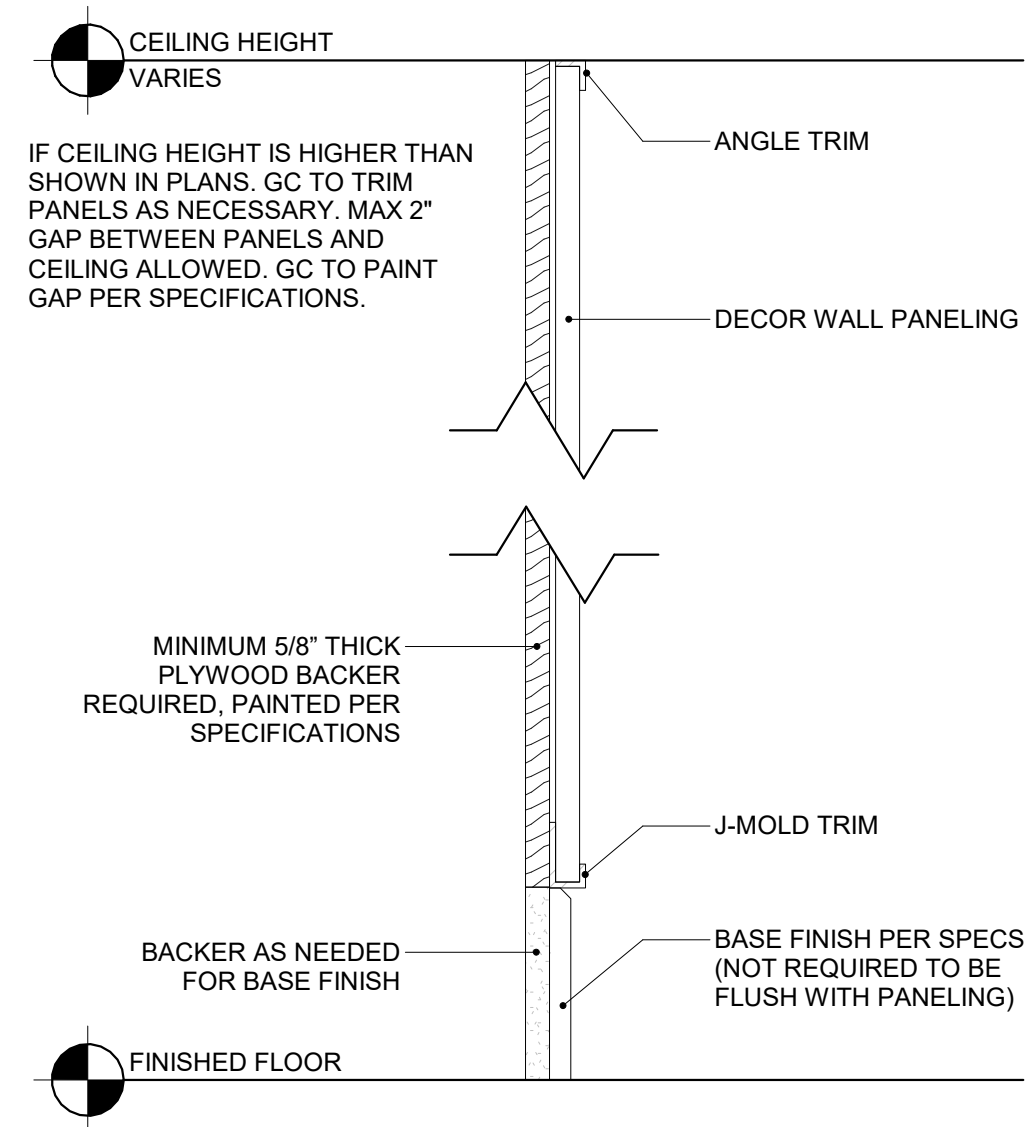 CEILING HEIGHT
VARIES
IF CEILING HEIGHT IS HIGHER THAN
SHOWN IN PLANS. GC TO TRIM
PANELS AS NECESSARY. MAX 2"
GAP BETWEEN PANELS AND
CEILING ALLOWED. GC TO PAINT
GAP PER SPECIFICATIONS.
ANGLE TRIM
DECOR WALL PANELING
MINIMUM 5/8” THICK
PLYWOOD BACKER
REQUIRED, PAINTED PER
SPECIFICATIONS
J-MOLD TRIM
BACKER AS NEEDED
FOR BASE FINISH
BASE FINISH PER SPECS
(NOT REQUIRED TO BE
FLUSH WITH PANELING)
FINISHED FLOOR